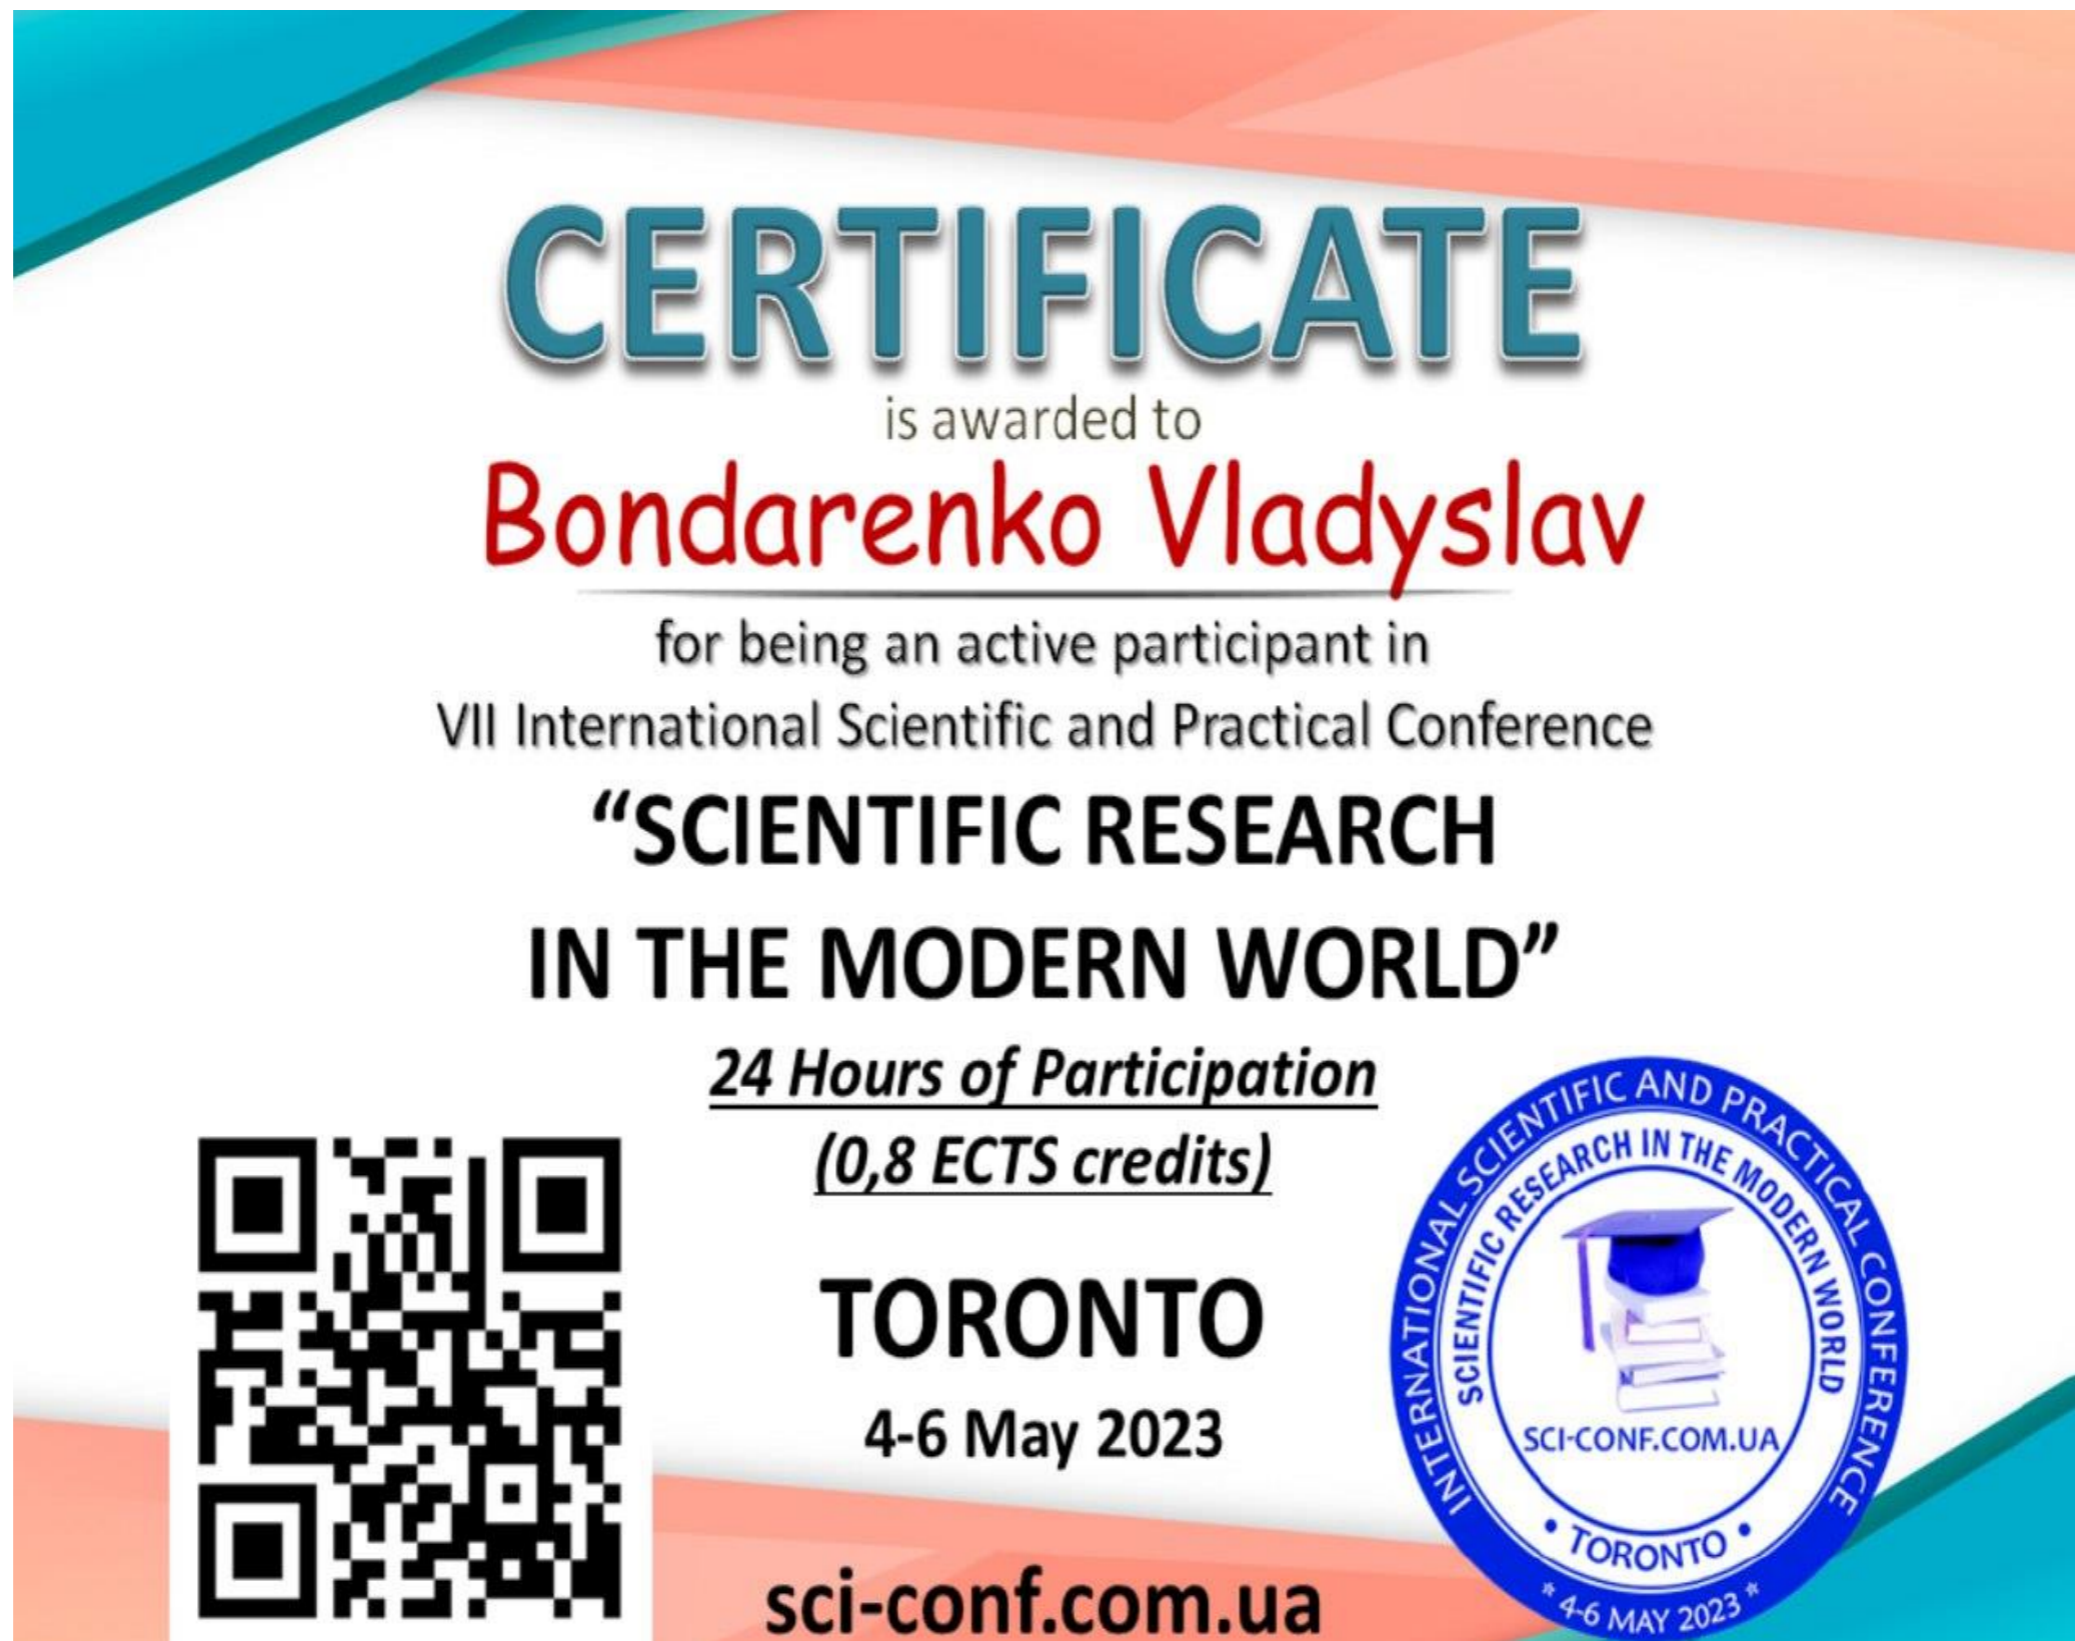 CERTIFICATE
is awarded to
Bondarenko Vladyslav
for being an active participant in
VII International Scientific and Practical Conference
“SCIENTIFIC RESEARCH
IN THE MODERN WORLD”
24 Hours of Participation
(0,8 ECTS credits)
TORONTO
4-6 May 2023
sci-conf.com.ua
INTERNATIONAL SCIENTIFIC AND PRACTICAL CONFERENCE
SCIENTIFIC RESEARCH IN THE MODERN WORLD
SCI-CONF.COM.UA
• TORONTO •
* 4-6 MAY 2023 *